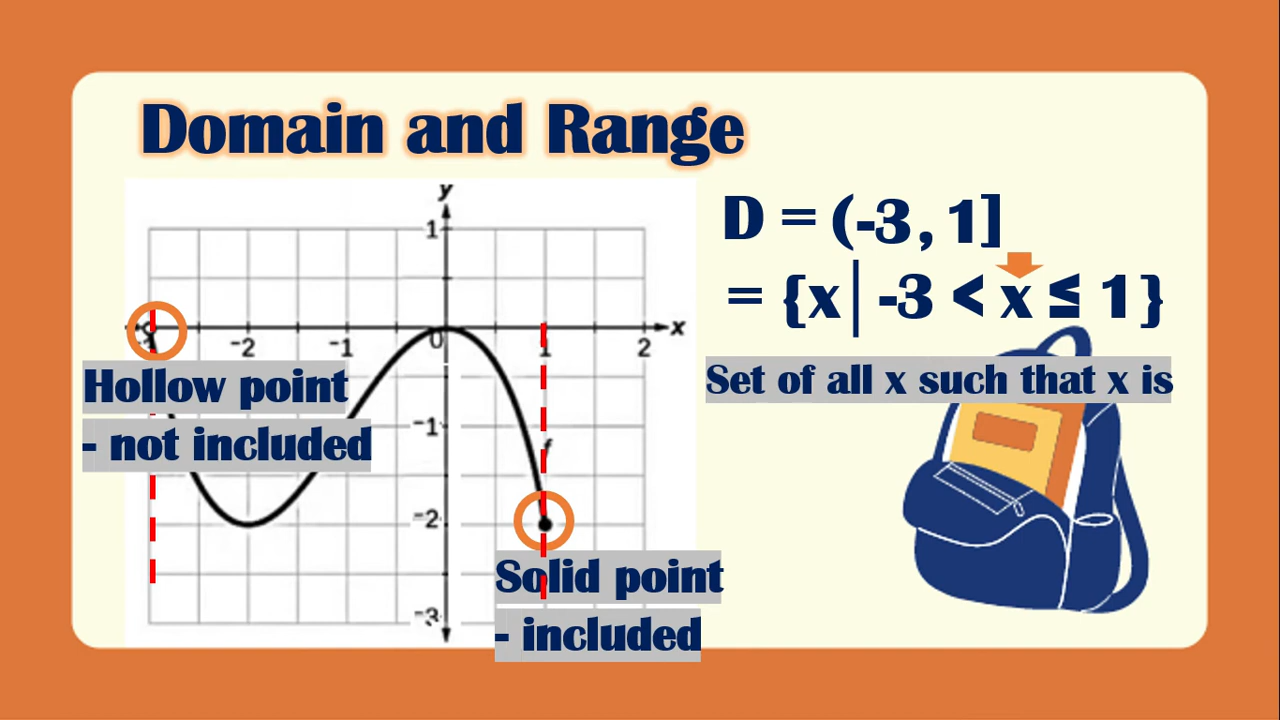 Domain and Range
y
1
x
-2
-1
0
1
2
-1
f
-2
-3
Hollow point
- not included
Solid point
- included
D = (-3, 1]
= {x| -3 < x ≤ 1}
Set of all x such that x is